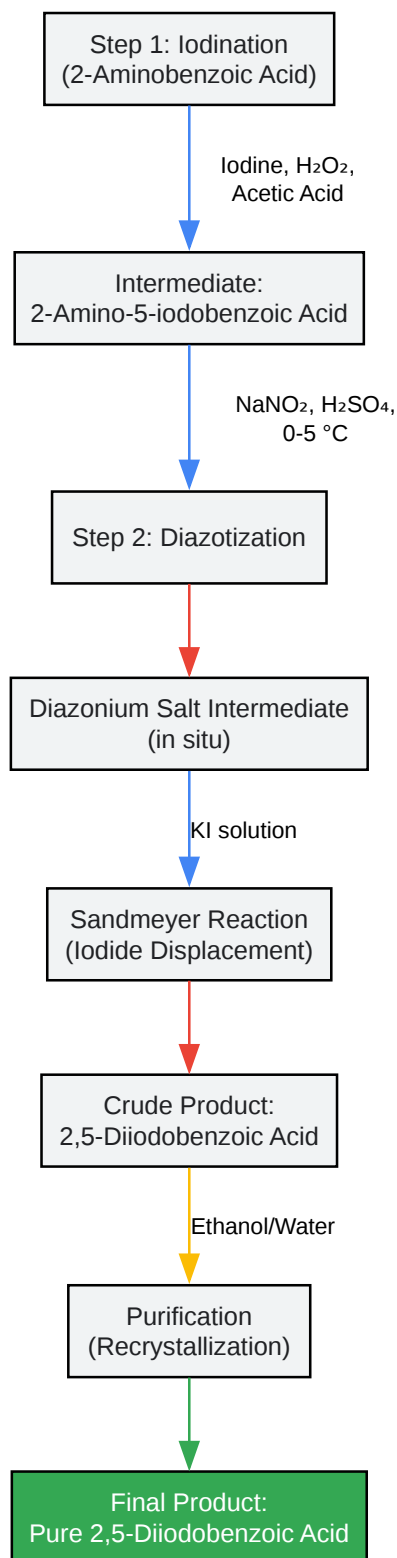 Step 1: Iodination
(2-Aminobenzoic Acid)
Iodine, H₂O₂,
Acetic Acid
Intermediate:
2-Amino-5-iodobenzoic Acid
NaNO₂, H₂SO₄,
0-5 °C
Step 2: Diazotization
Diazonium Salt Intermediate
(in situ)
KI solution
Sandmeyer Reaction
(Iodide Displacement)
Crude Product:
2,5-Diiodobenzoic Acid
Ethanol/Water
Purification
(Recrystallization)
Final Product:
Pure 2,5-Diiodobenzoic Acid